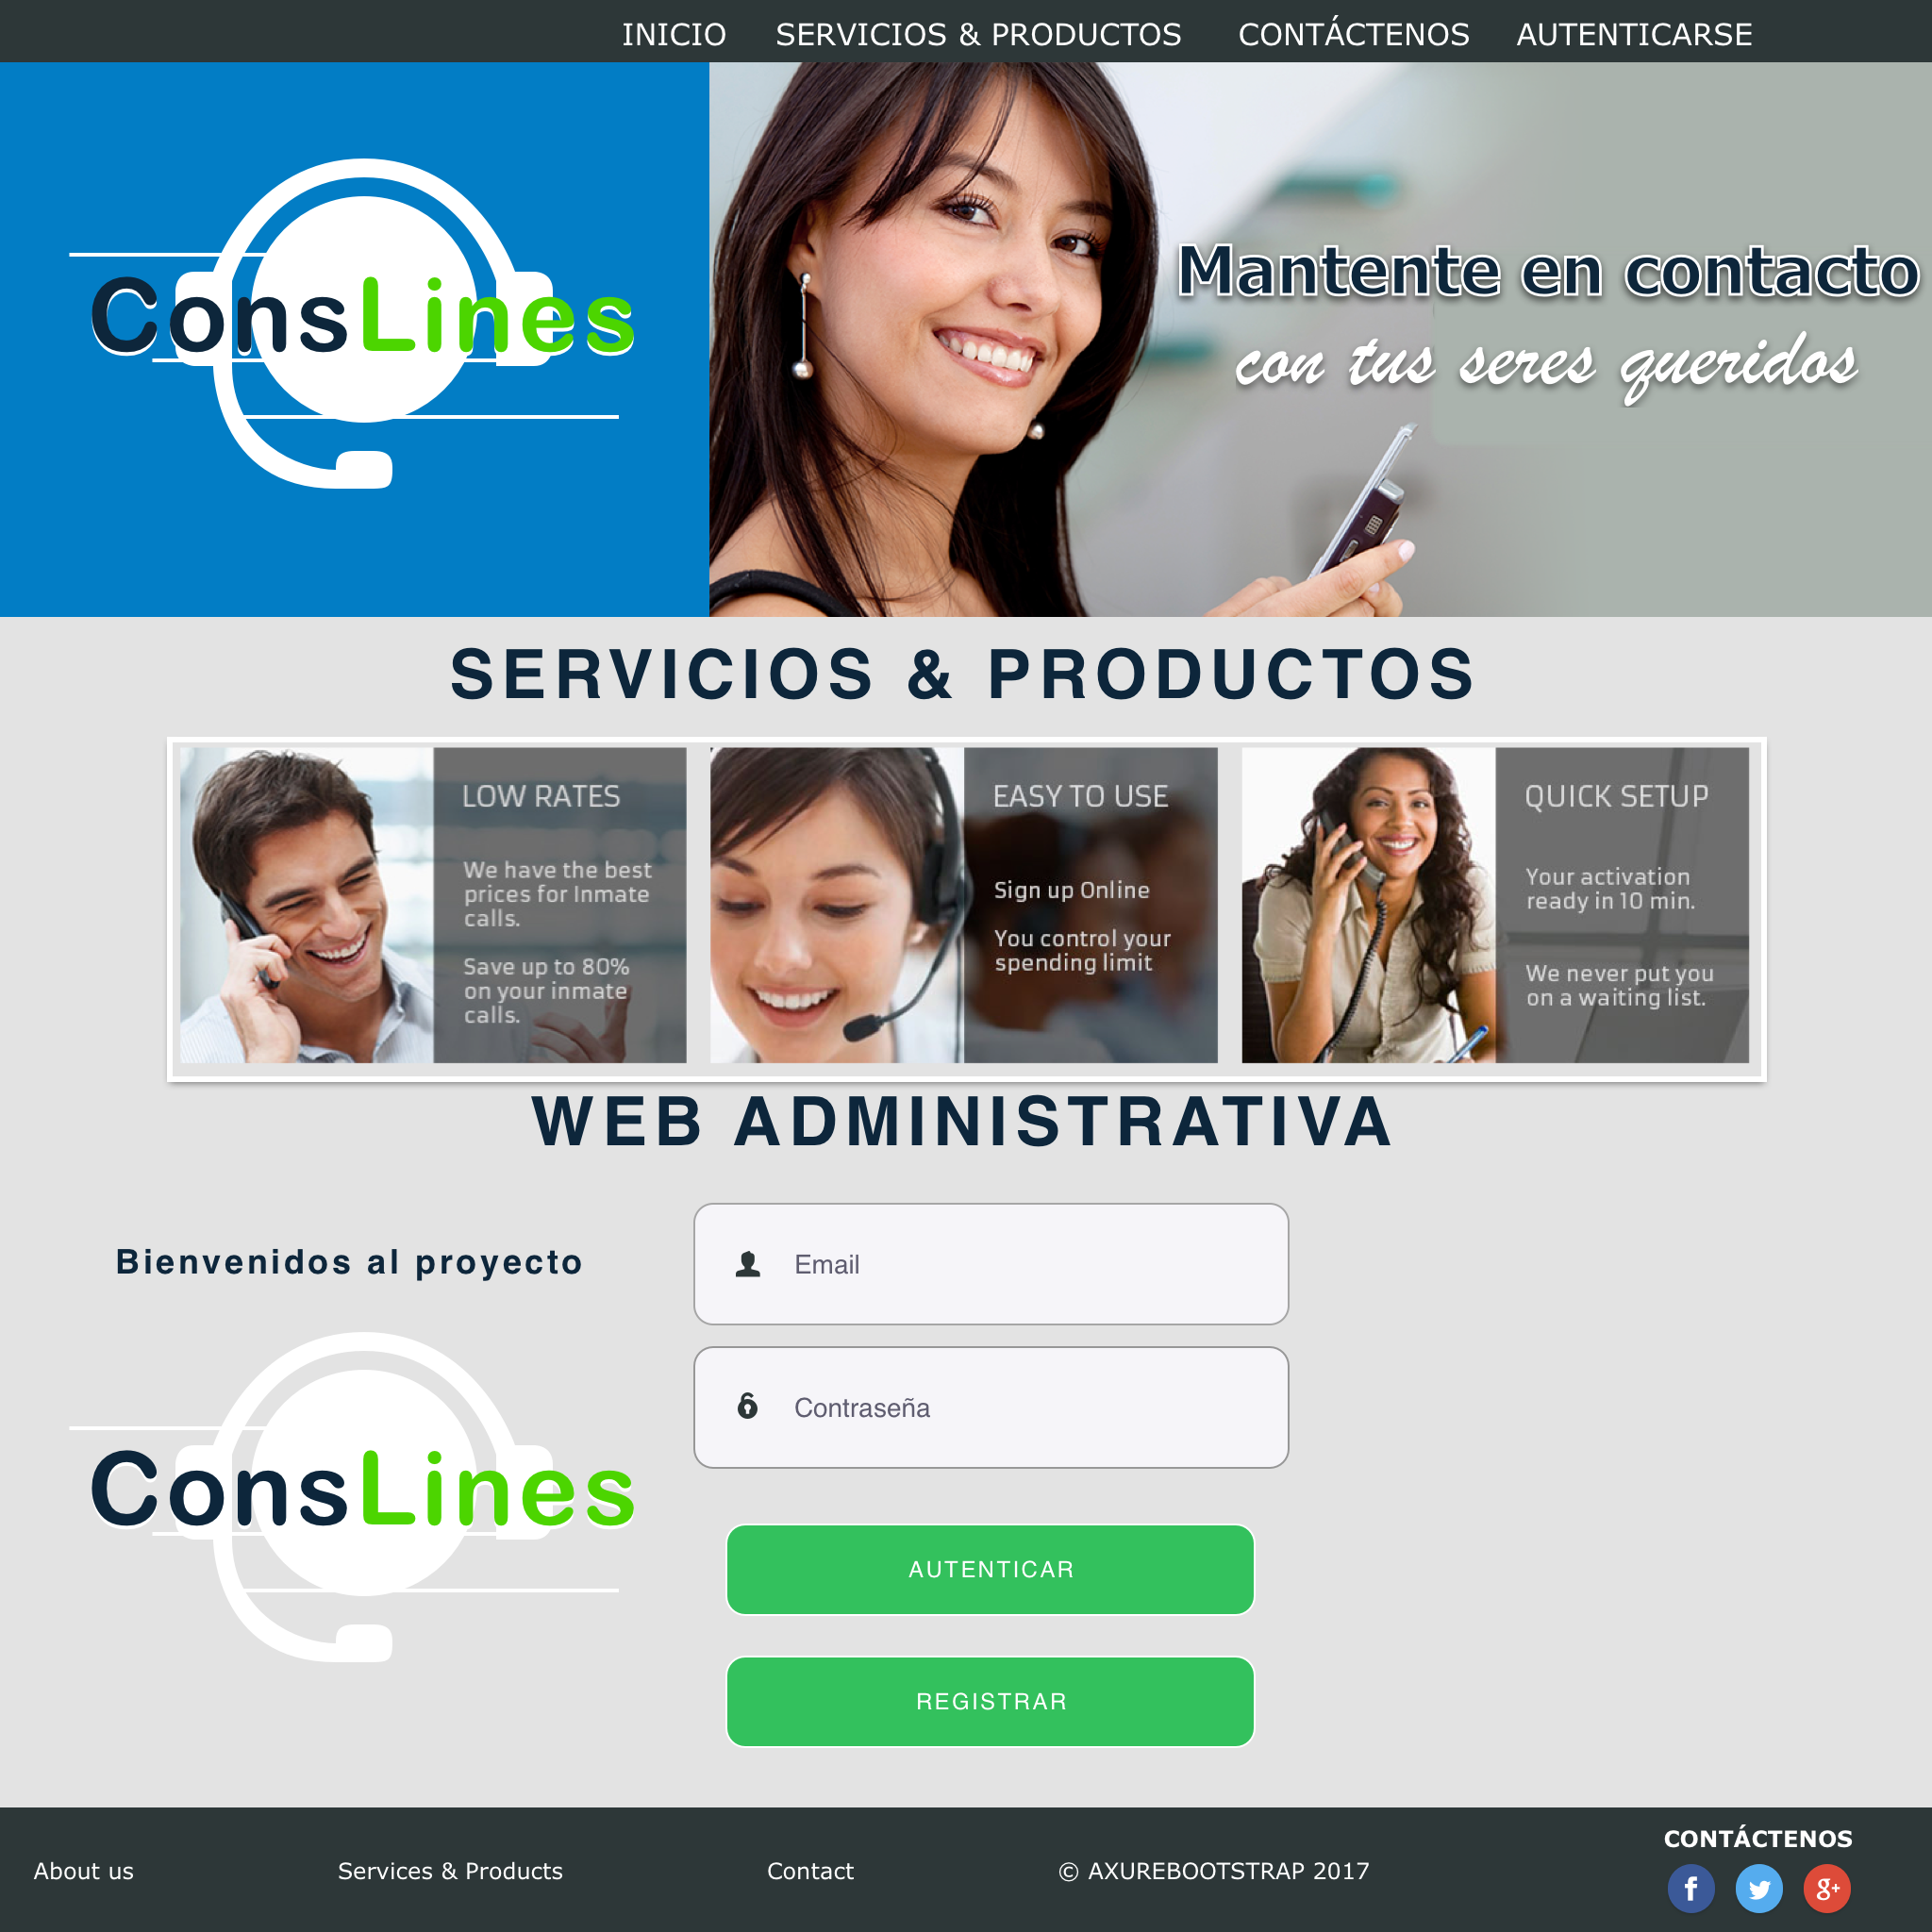 INICIO SERVICIOS & PRODUCTOS CONTÁCTENOS AUTENTICARSE
ConsLines
Mantente en contacto
con tus seres queridos
SERVICIOS & PRODUCTOS
LOW RATES
We have the best
prices for Inmate
calls.
Save up to 80%
on your inmate
calls.
EASY TO USE
Sign up Online
You control your
spending limit
QUICK SETUP
Your activation
ready in 10 min.
We never put you
on a waiting list.
WEB ADMINISTRATIVA
Bienvenidos al proyecto
ConsLines
Email
Contraseña
AUTENTICAR
REGISTRAR
About us
Services & Products
Contact
© AXUREBOOTSTRAP 2017
CONTÁCTENOS
f
g+